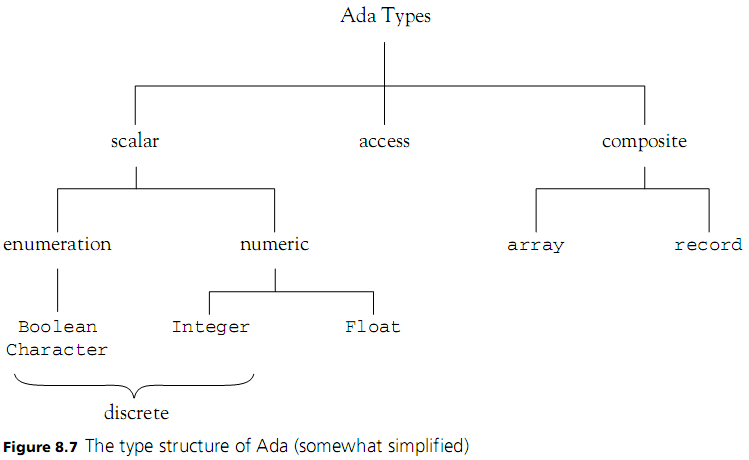 Ada Types
scalar access composite
enumeration numeric array record
Boolean Integer Float
Character
discrete
Figure 8.7 The type structure of Ada (somewhat simplified)